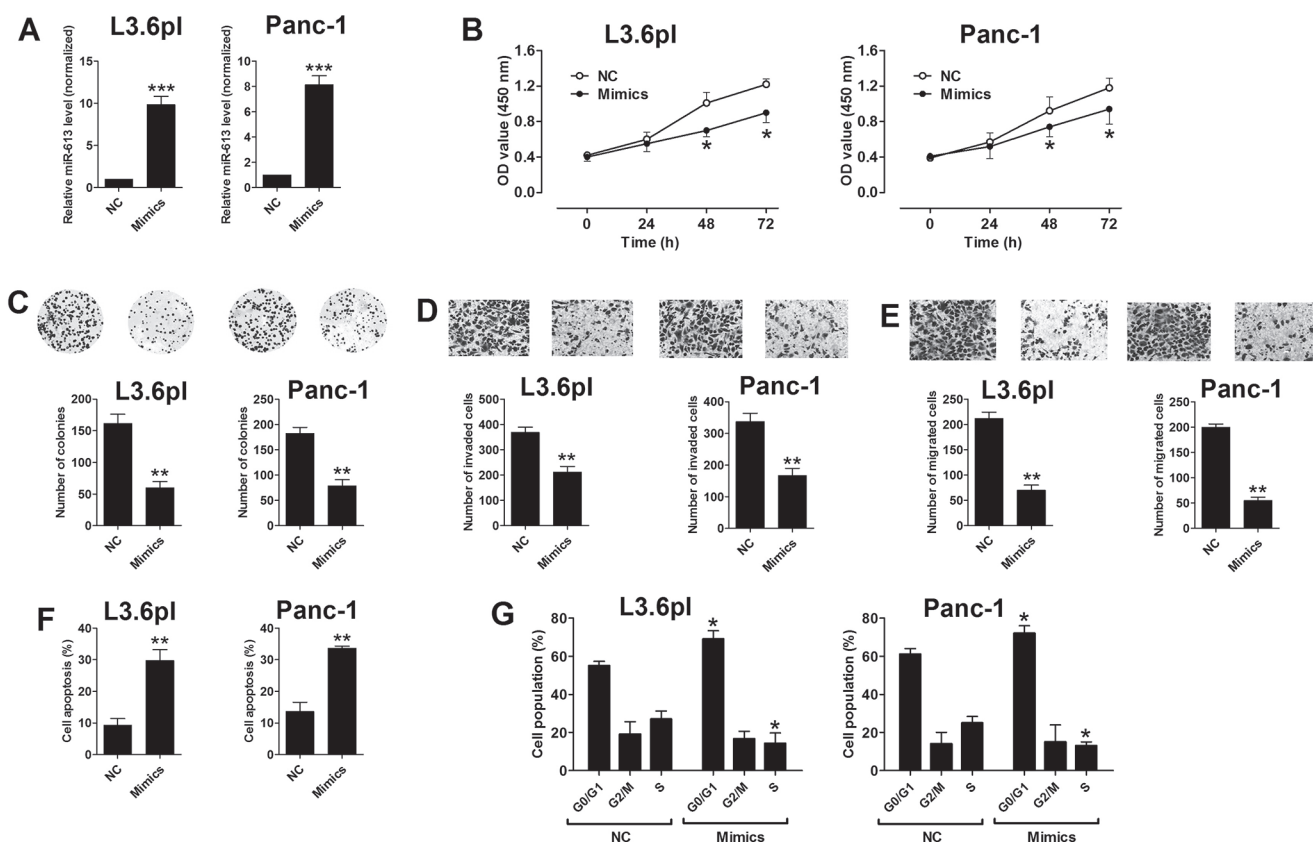 A
L3.6pl
Relative miR-613 level (normalized)
15
10
5
0
NC
Mimics
***
Panc-1
Relative miR-613 level (normalized)
10
8
6
4
2
0
NC
Mimics
***
B
L3.6pl
OD value (450 nm)
1.6
1.2
0.8
0.4
0.0
NC
Mimics
*
*
0 24 48 72
Time (h)
Panc-1
OD value (450 nm)
1.6
1.2
0.8
0.4
0.0
NC
Mimics
*
*
0 24 48 72
Time (h)
C
L3.6pl
Number of colonies
200
150
100
50
0
**
NC
Mimics
Panc-1
Number of colonies
250
200
150
100
50
0
**
NC
Mimics
D
L3.6pl
Number of invaded cells
500
400
300
200
100
0
**
NC
Mimics
Panc-1
Number of invaded cells
400
300
200
100
0
**
NC
Mimics
E
L3.6pl
Number of migrated cells
250
200
150
100
50
0
**
NC
Mimics
Panc-1
Number of migrated cells
250
200
150
100
50
0
**
NC
Mimics
F
L3.6pl
Cell apoptosis (%)
40
30
20
10
0
**
NC
Mimics
Panc-1
Cell apoptosis (%)
40
30
20
10
0
**
NC
Mimics
G
L3.6pl
Cell population (%)
80
60
40
20
0
*
*
G0/G1 G2/M S G0/G1 G2/M S
NC Mimics
Panc-1
Cell population (%)
80
60
40
20
0
*
*
G0/G1 G2/M S G0/G1 G2/M S
NC Mimics